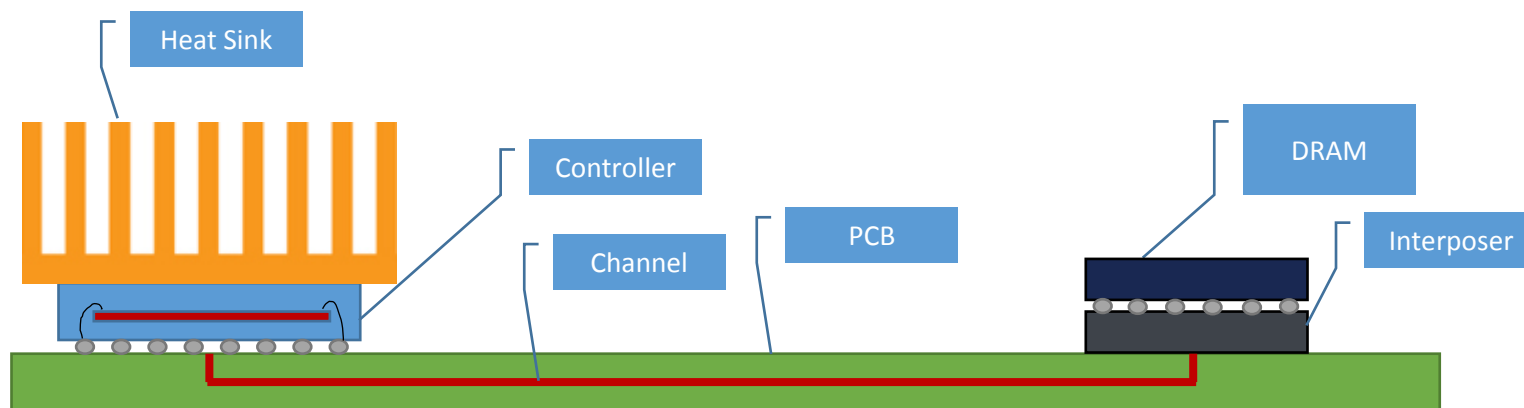 Heat Sink
Controller
DRAM
PCB
Interposer
Channel